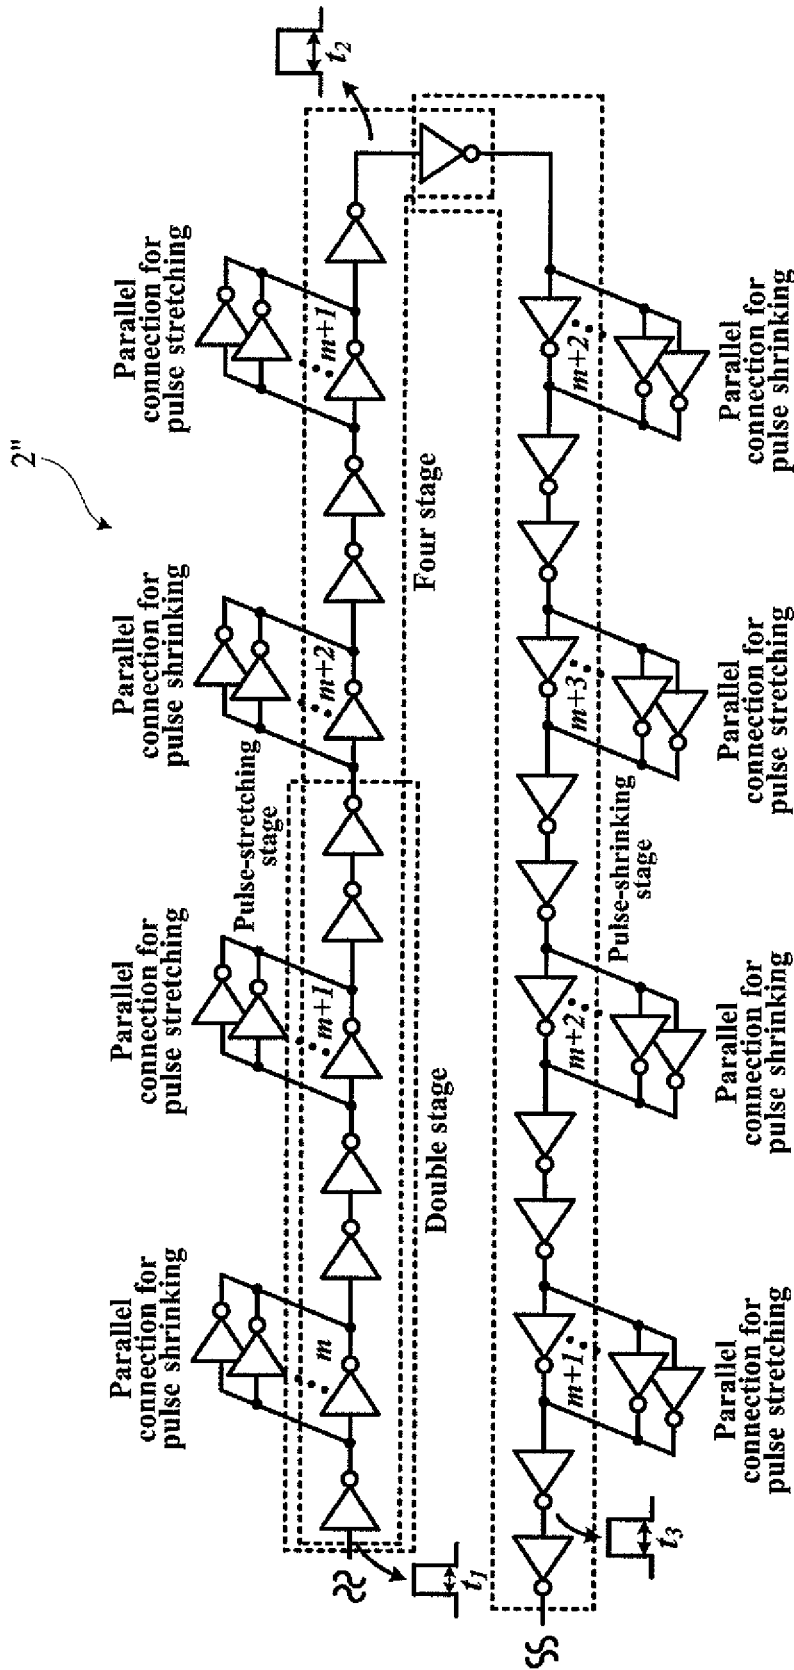 2"
Parallel
connection for
pulse shrinking
Parallel
connection for
pulse stretching
Parallel
connection for
pulse shrinking
Parallel
connection for
pulse stretching
Pulse-stretching
stage
m
m+1
m+2
m+1
t2
t1
Double stage
Four stage
Pulse-shrinking
stage
t3
m+1
m+2
m+3
m+2
Parallel
connection for
pulse stretching
Parallel
connection for
pulse shrinking
Parallel
connection for
pulse stretching
Parallel
connection for
pulse shrinking